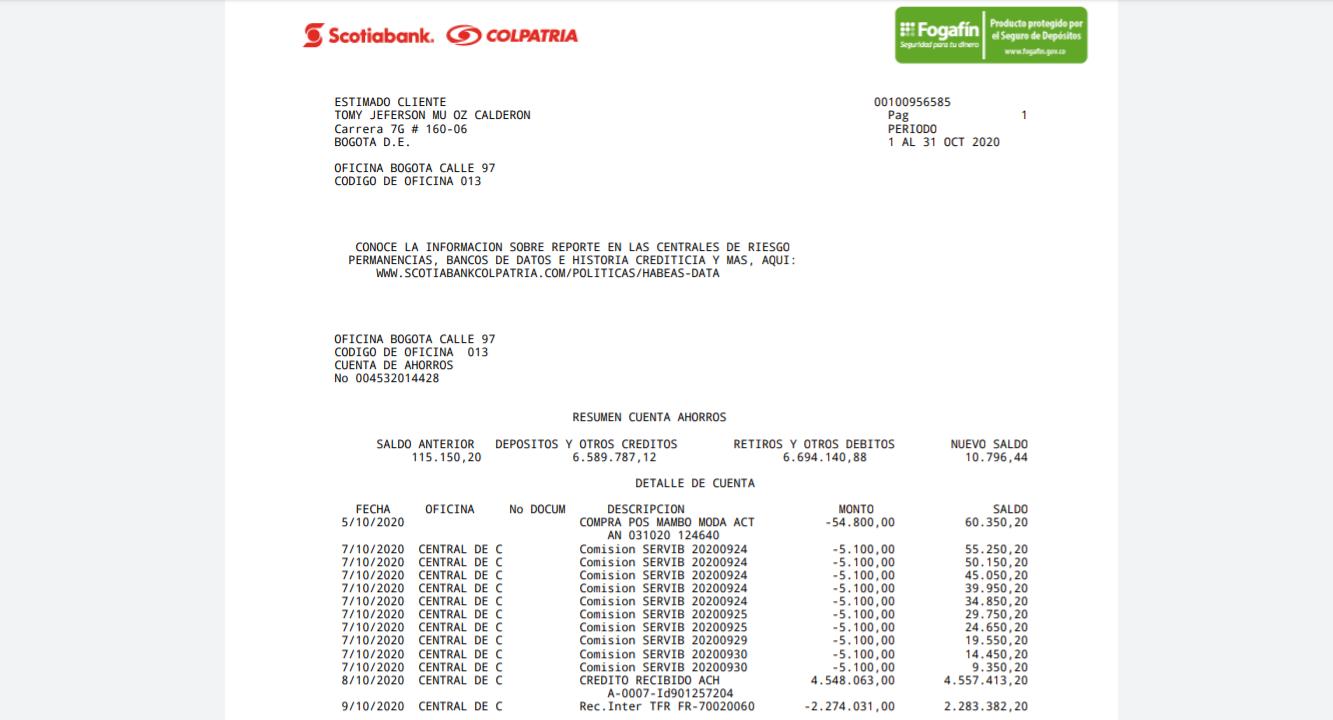 Scotiabank. COLPATRIA
Fogafín
Seguridad para tu dinero
Producto protegido por
el Seguro de Depósitos
www.fogafin.gov.co
ESTIMADO CLIENTE 00100956585
TOMY JEFERSON MU OZ CALDERON Pag 1
Carrera 7G # 160-06 PERIODO
BOGOTA D.E. 1 AL 31 OCT 2020
OFICINA BOGOTA CALLE 97
CODIGO DE OFICINA 013
CONOCE LA INFORMACION SOBRE REPORTE EN LAS CENTRALES DE RIESGO
PERMANENCIAS, BANCOS DE DATOS E HISTORIA CREDITICIA Y MAS, AQUI:
WWW.SCOTIABANKCOLPATRIA.COM/POLITICAS/HABEAS-DATA
OFICINA BOGOTA CALLE 97
CODIGO DE OFICINA 013
CUENTA DE AHORROS
No 004532014428
RESUMEN CUENTA AHORROS
SALDO ANTERIOR DEPOSITOS Y OTROS CREDITOS RETIROS Y OTROS DEBITOS NUEVO SALDO
115.150,20 6.589.787,12 6.694.140,88 10.796,44
DETALLE DE CUENTA
FECHA OFICINA No DOCUM DESCRIPCION MONTO SALDO
5/10/2020 COMPRA POS MAMBO MODA ACT -54.800,00 60.350,20
AN 031020 124640
7/10/2020 CENTRAL DE C Comision SERVIB 20200924 -5.100,00 55.250,20
7/10/2020 CENTRAL DE C Comision SERVIB 20200924 -5.100,00 50.150,20
7/10/2020 CENTRAL DE C Comision SERVIB 20200924 -5.100,00 45.050,20
7/10/2020 CENTRAL DE C Comision SERVIB 20200924 -5.100,00 39.950,20
7/10/2020 CENTRAL DE C Comision SERVIB 20200924 -5.100,00 34.850,20
7/10/2020 CENTRAL DE C Comision SERVIB 20200925 -5.100,00 29.750,20
7/10/2020 CENTRAL DE C Comision SERVIB 20200925 -5.100,00 24.650,20
7/10/2020 CENTRAL DE C Comision SERVIB 20200929 -5.100,00 19.550,20
7/10/2020 CENTRAL DE C Comision SERVIB 20200930 -5.100,00 14.450,20
7/10/2020 CENTRAL DE C Comision SERVIB 20200930 -5.100,00 9.350,20
8/10/2020 CENTRAL DE C CREDITO RECIBIDO ACH 4.548.063,00 4.557.413,20
A-0007-Id901257204
9/10/2020 CENTRAL DE C Rec.Inter TFR FR-70020060 -2.274.031,00 2.283.382,20